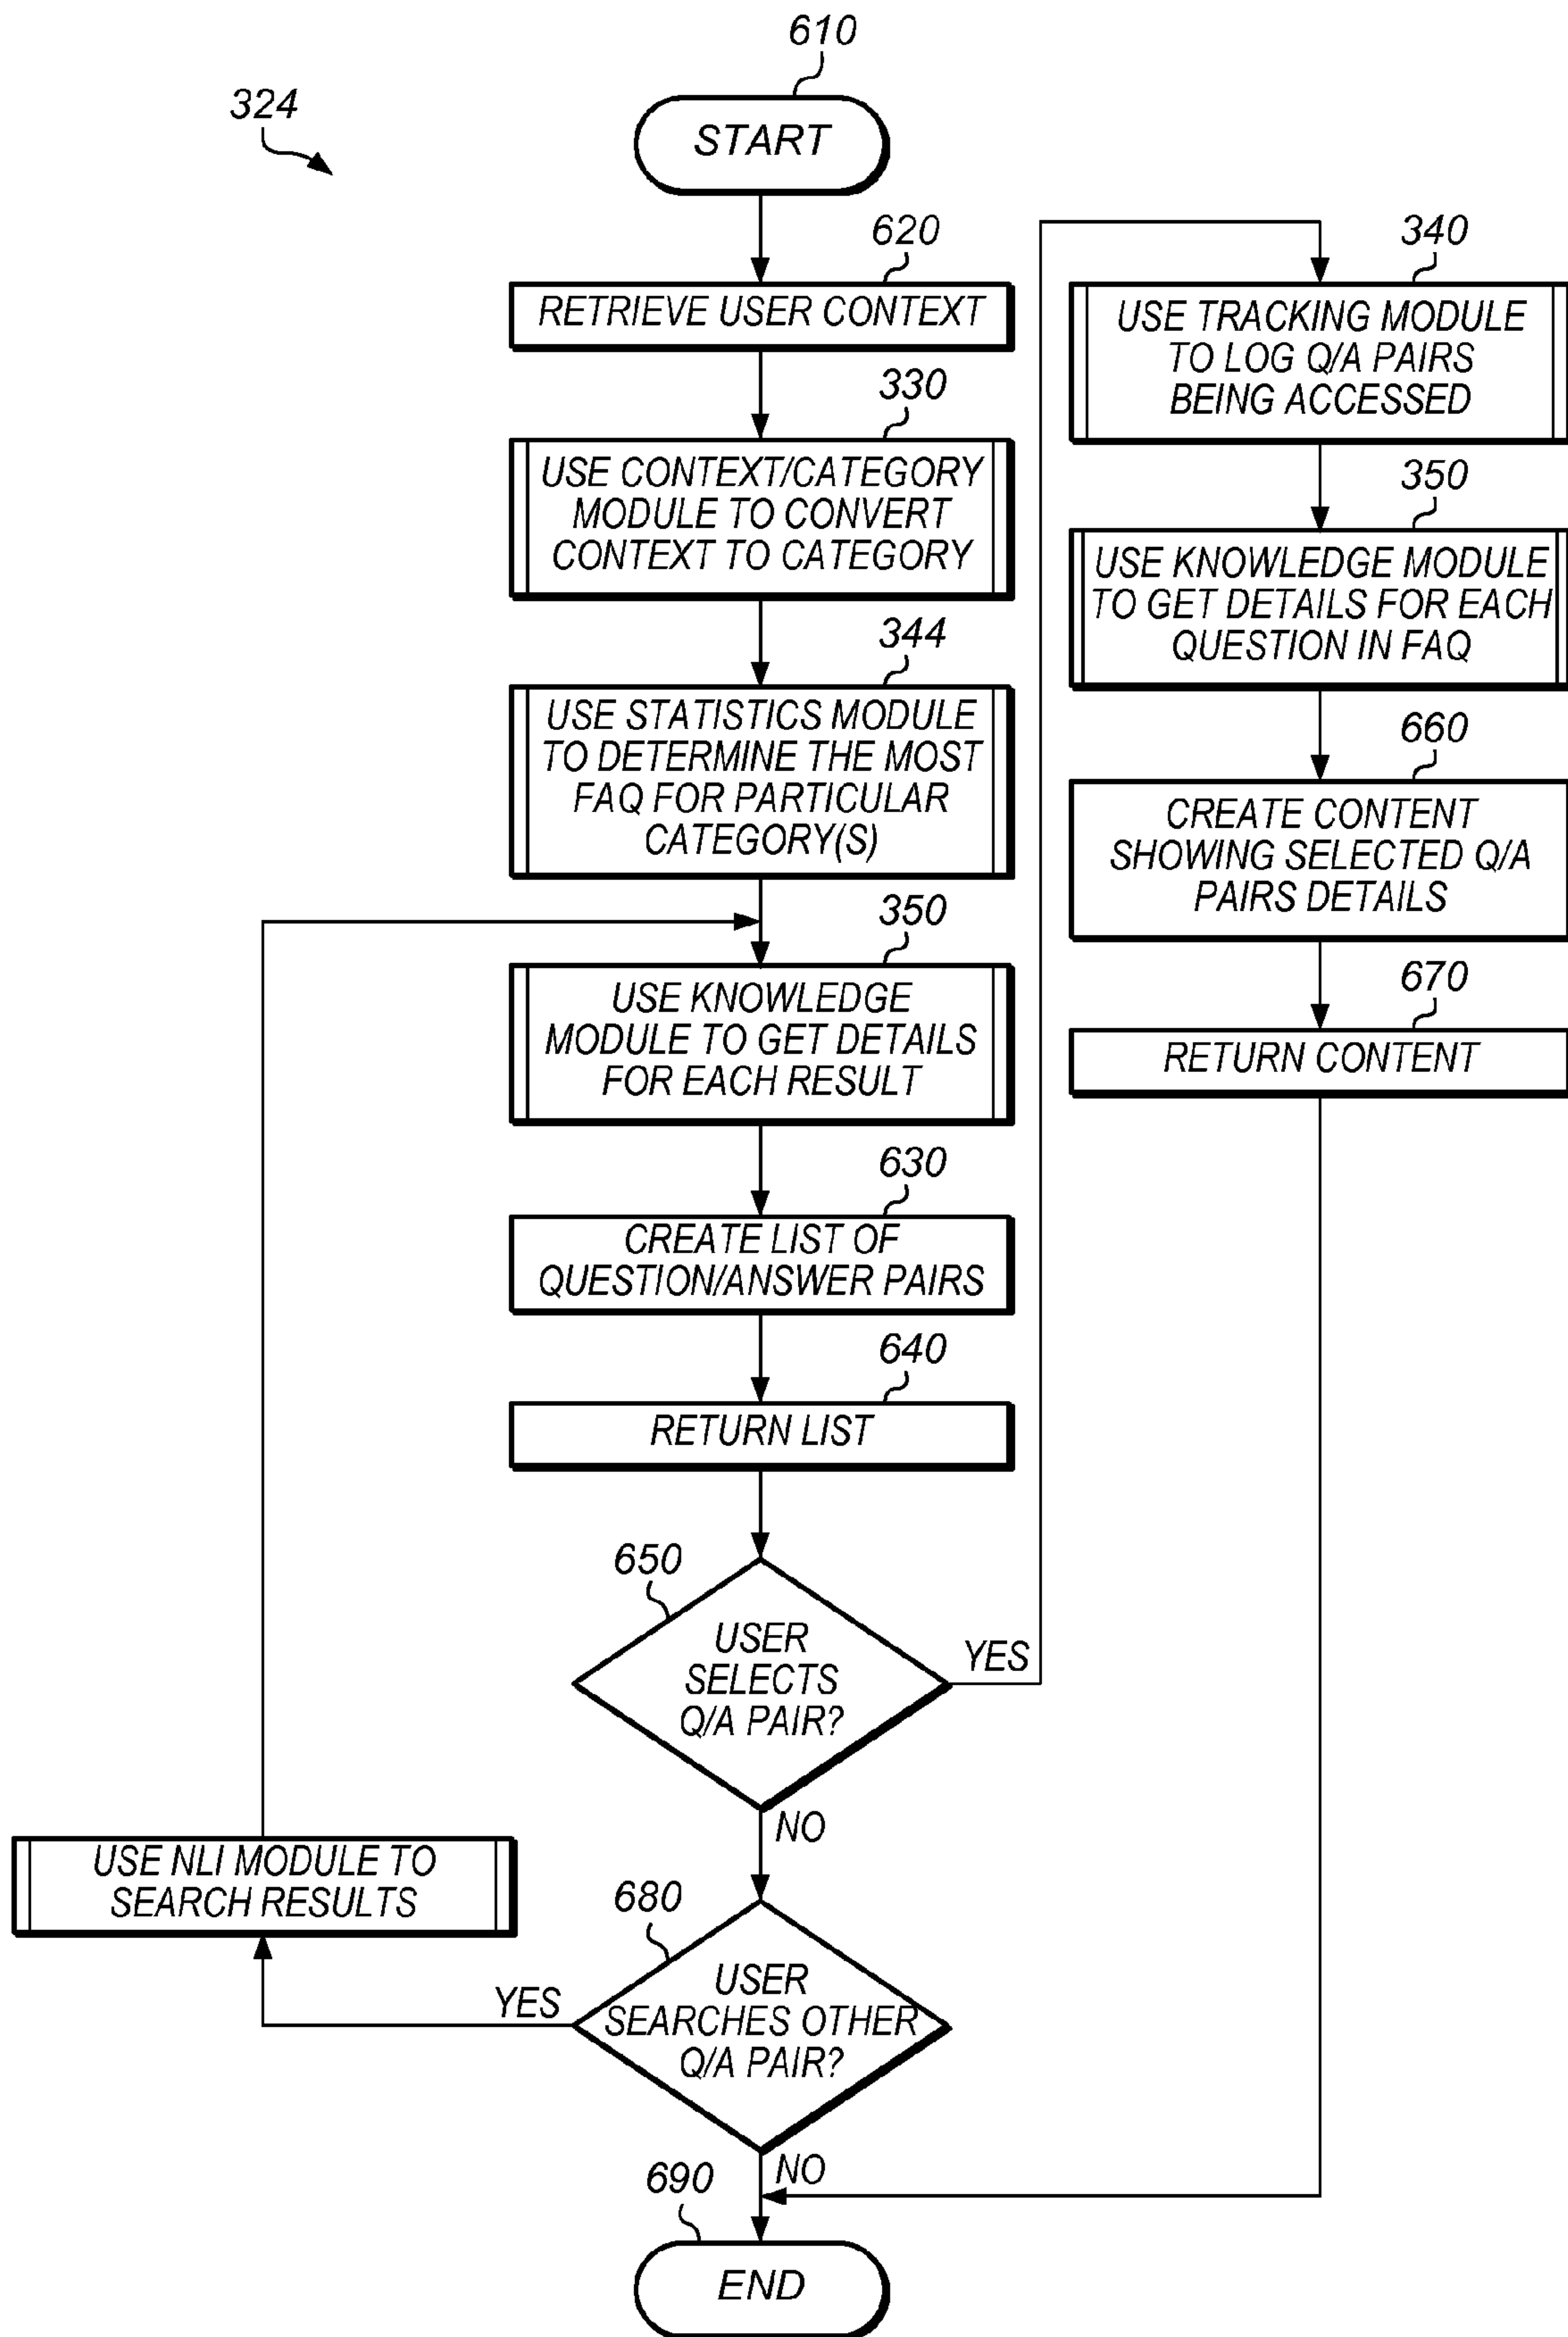 610
324
START
620
RETRIEVE USER CONTEXT
330
USE CONTEXT/CATEGORY
MODULE TO CONVERT
CONTEXT TO CATEGORY
344
USE STATISTICS MODULE
TO DETERMINE THE MOST
FAQ FOR PARTICULAR
CATEGORY(S)
350
USE KNOWLEDGE
MODULE TO GET DETAILS
FOR EACH RESULT
630
CREATE LIST OF
QUESTION/ANSWER PAIRS
640
RETURN LIST
650
USER
SELECTS
Q/A PAIR?
YES
NO
340
USE TRACKING MODULE
TO LOG Q/A PAIRS
BEING ACCESSED
350
USE KNOWLEDGE MODULE
TO GET DETAILS FOR EACH
QUESTION IN FAQ
660
CREATE CONTENT
SHOWING SELECTED Q/A
PAIRS DETAILS
670
RETURN CONTENT
680
USER
SEARCHES OTHER
Q/A PAIR?
YES
USE NLI MODULE TO
SEARCH RESULTS
NO
690
END